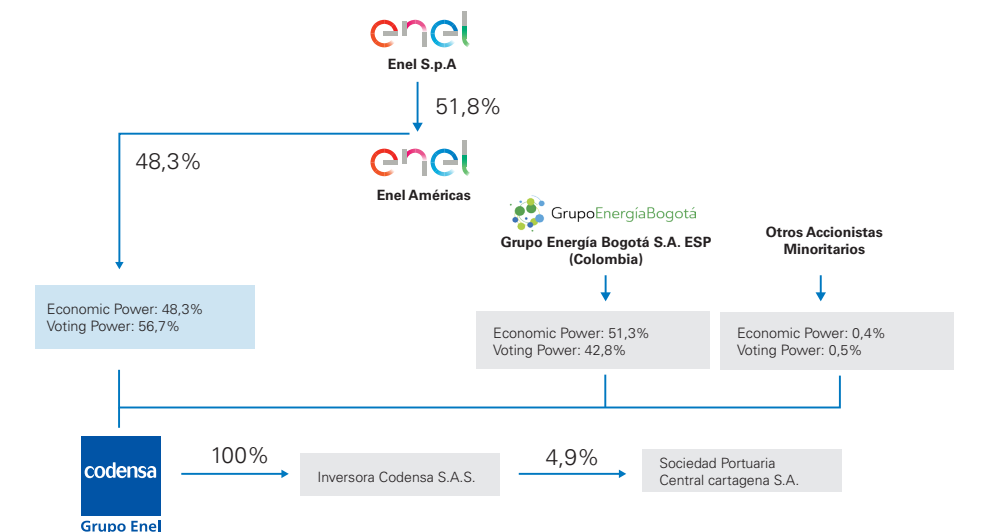 enel
Enel S.p.A
51,8%
48,3%
enel
Enel Américas
GrupoEnergíaBogotá
Grupo Energía Bogotá S.A. ESP
(Colombia)
Otros Accionistas
Minoritarios
Economic Power: 48,3%
Voting Power: 56,7%
Economic Power: 51,3%
Voting Power: 42,8%
Economic Power: 0,4%
Voting Power: 0,5%
codensa
Grupo Enel
100%
Inversora Codensa S.A.S.
4,9%
Sociedad Portuaria
Central cartagena S.A.